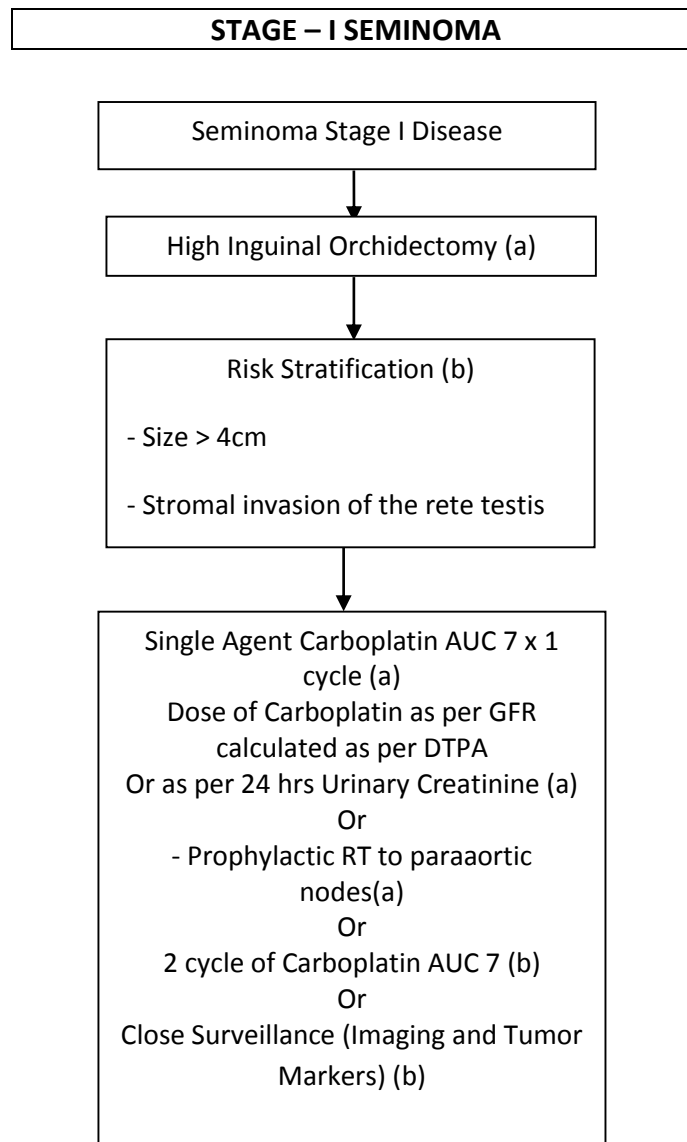 STAGE – I SEMINOMA
Seminoma Stage I Disease
High Inguinal Orchidectomy (a)
Risk Stratification (b)
- Size > 4cm
- Stromal invasion of the rete testis
Single Agent Carboplatin AUC 7 x 1
cycle (a)
Dose of Carboplatin as per GFR
calculated as per DTPA
Or as per 24 hrs Urinary Creatinine (a)
Or
- Prophylactic RT to paraaortic
nodes(a)
Or
2 cycle of Carboplatin AUC 7 (b)
Or
Close Surveillance (Imaging and Tumor
Markers) (b)